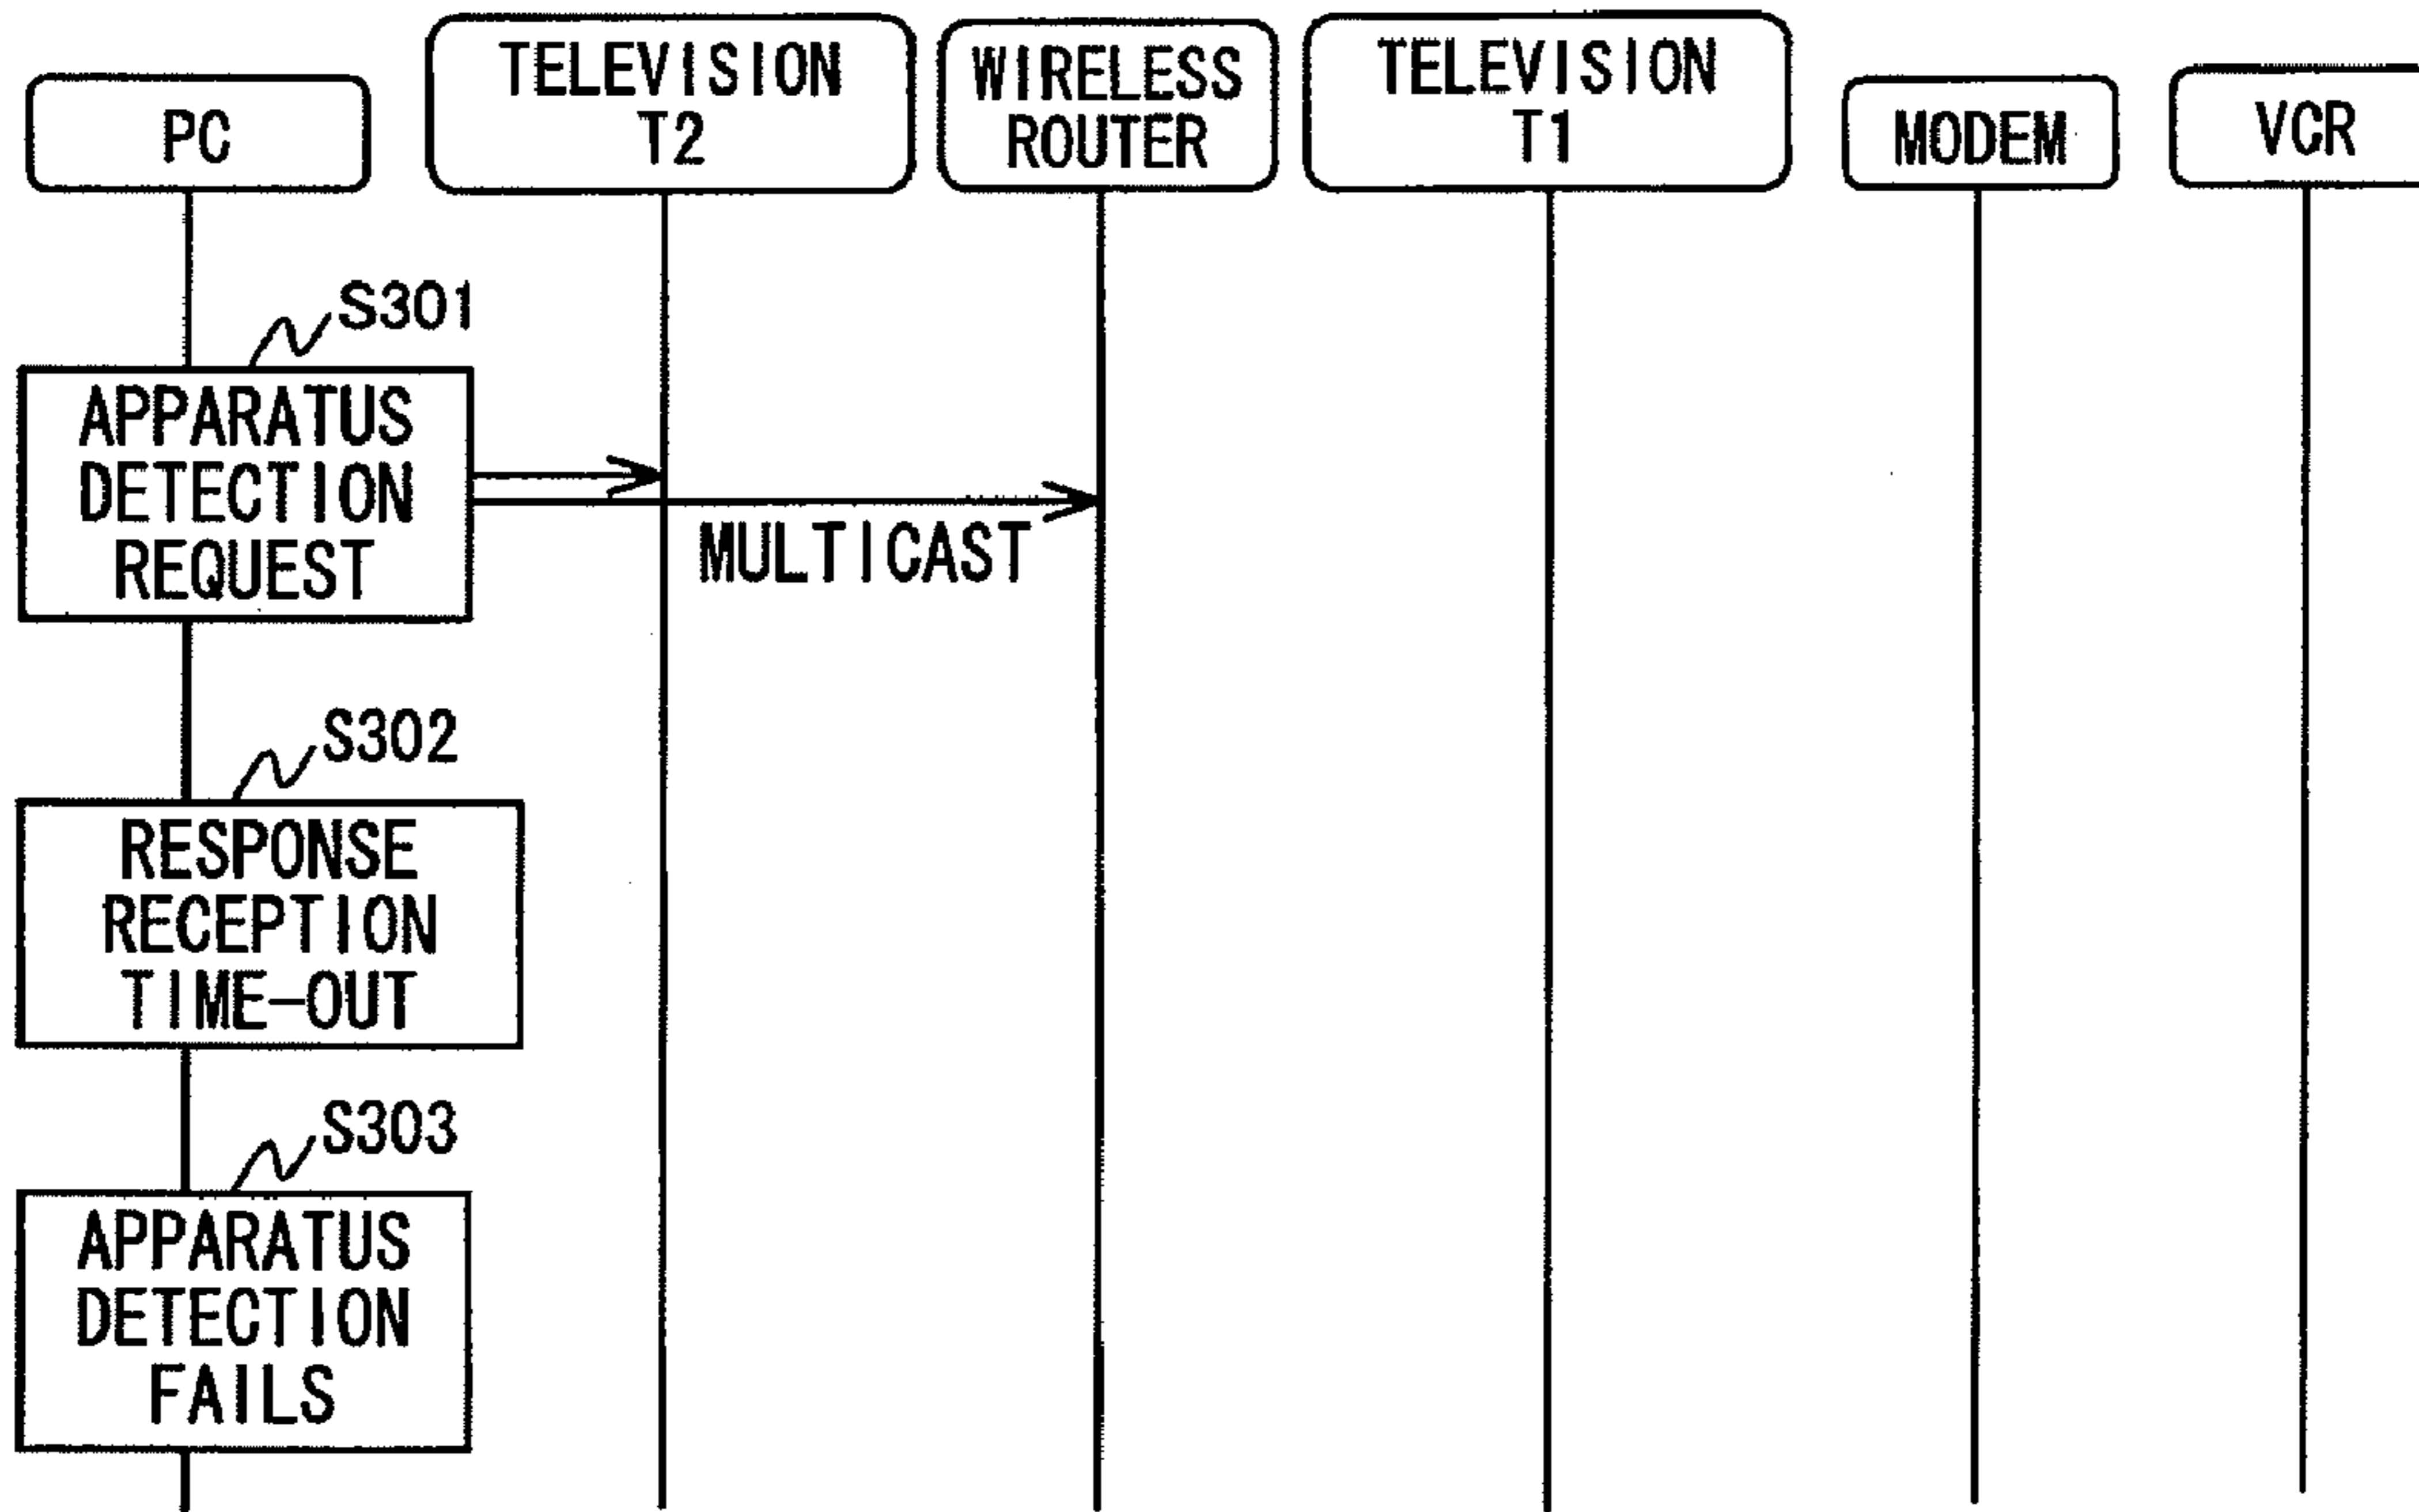 PC
TELEVISION
T2
WIRELESS
ROUTER
TELEVISION
T1
MODEM
VCR
S301
APPARATUS
DETECTION
REQUEST
MULTICAST
S302
RESPONSE
RECEPTION
TIME-OUT
S303
APPARATUS
DETECTION
FAILS